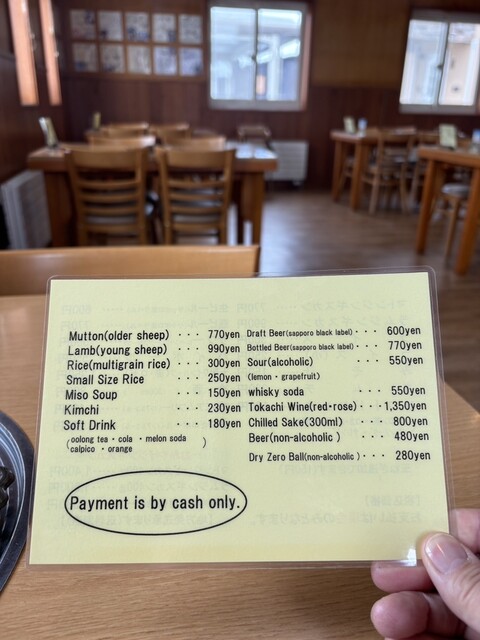 Mutton(older sheep) ・・・ 770yen
Lamb(young sheep) ・・・ 990yen
Rice(multigrain rice) ・・・ 300yen
Small Size Rice ・・・ 250yen
Miso Soup ・・・ 150yen
Kimchi ・・・ 230yen
Soft Drink ・・・ 180yen
(oolong tea・cola ・melon soda
calpico ・orange )
Draft Beer(sapporo black label)・・・ 600yen
Bottled Beer(sapporo black label)・・・ 770yen
Sour(alcoholic) ・・・ 550yen
(lemon・grapefruit)
whisky soda ・・・ 550yen
Tokachi Wine(red・rose)・・・1,350yen
Chilled Sake(300ml) ・・・ 800yen
Beer(non-alcoholic ) ・・・ 480yen
Dry Zero Ball(non-alcoholic )・・・ 280yen
Payment is by cash only.